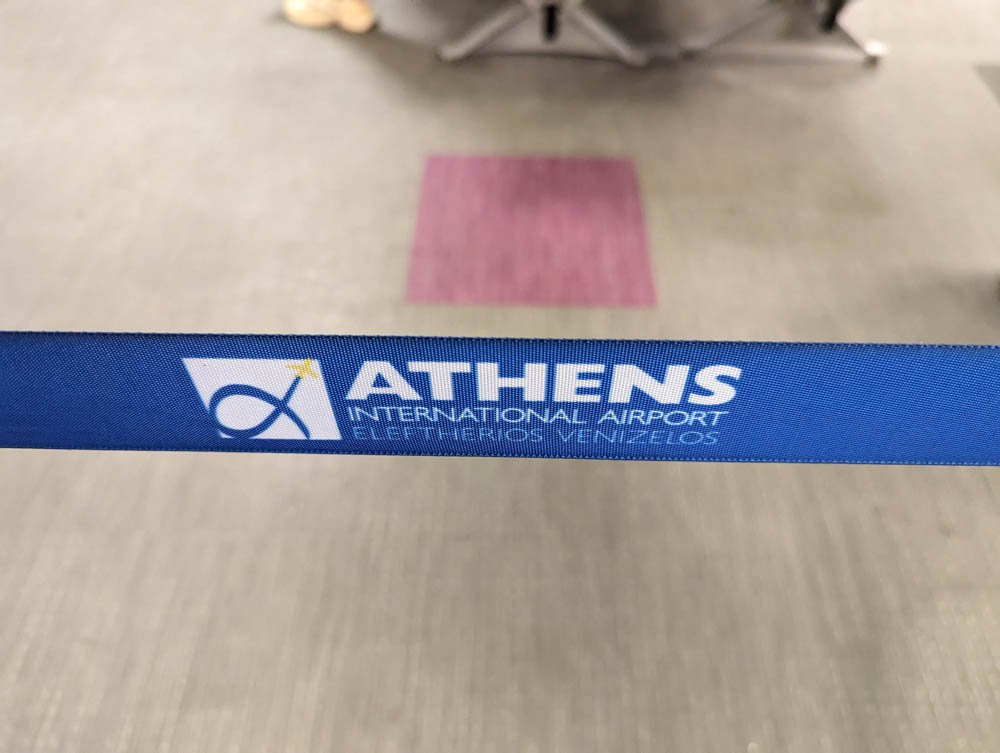 ATHENS
INTERNATIONAL AIRPORT
ELEFTHERIOS VENIZELOS